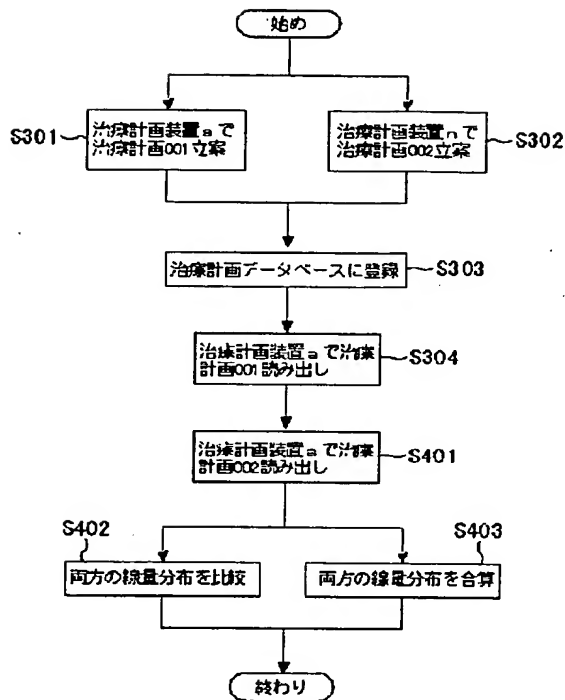 始め
S301
治療計画装置aで
治療計画001立案
治療計画装置nで
治療計画002立案
S302
治療計画データベースに登録
S303
治療計画装置aで治療
計画001読み出し
S304
治療計画装置aで治療
計画002読み出し
S401
S402
両方の線量分布を比較
S403
両方の線量分布を合算
終わり